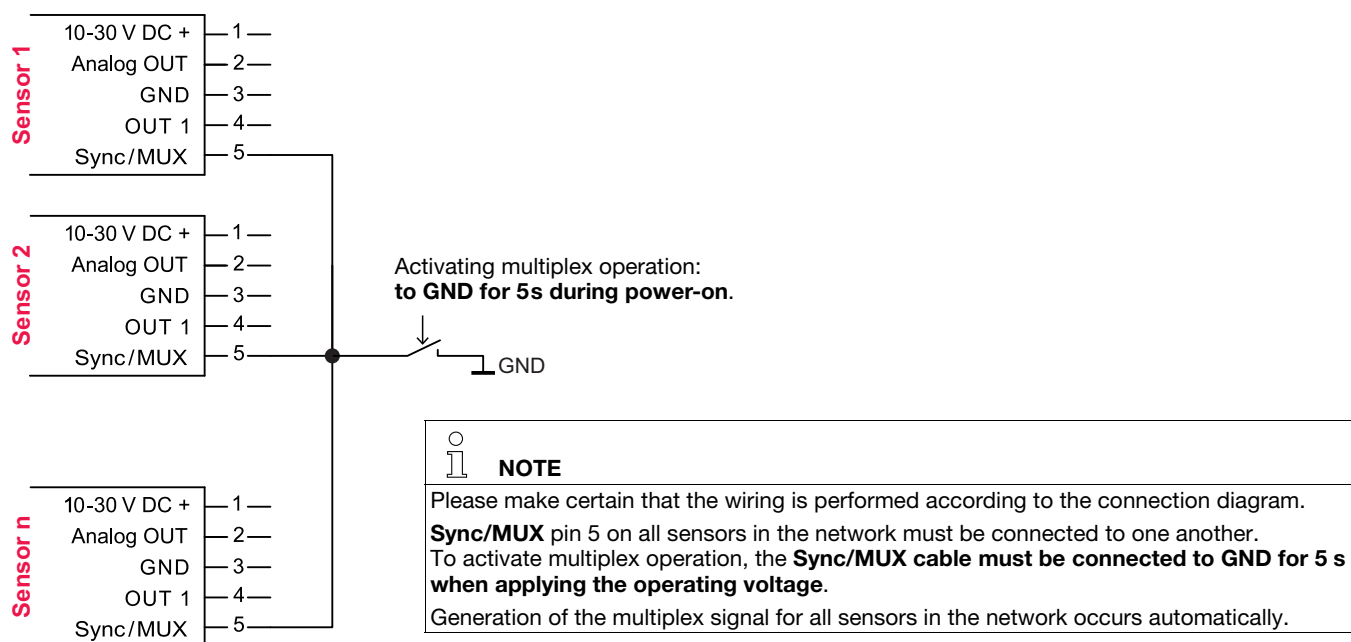 Sensor 1
10-30 V DC + 1
Analog OUT 2
GND 3
OUT 1 4
Sync/MUX 5
Sensor 2
10-30 V DC + 1
Analog OUT 2
GND 3
OUT 1 4
Sync/MUX 5
Activating multiplex operation:
to GND for 5s during power-on.
GND
Sensor n
10-30 V DC + 1
Analog OUT 2
GND 3
OUT 1 4
Sync/MUX 5
NOTE
Please make certain that the wiring is performed according to the connection diagram.
Sync/MUX pin 5 on all sensors in the network must be connected to one another.
To activate multiplex operation, the Sync/MUX cable must be connected to GND for 5 s
when applying the operating voltage.
Generation of the multiplex signal for all sensors in the network occurs automatically.